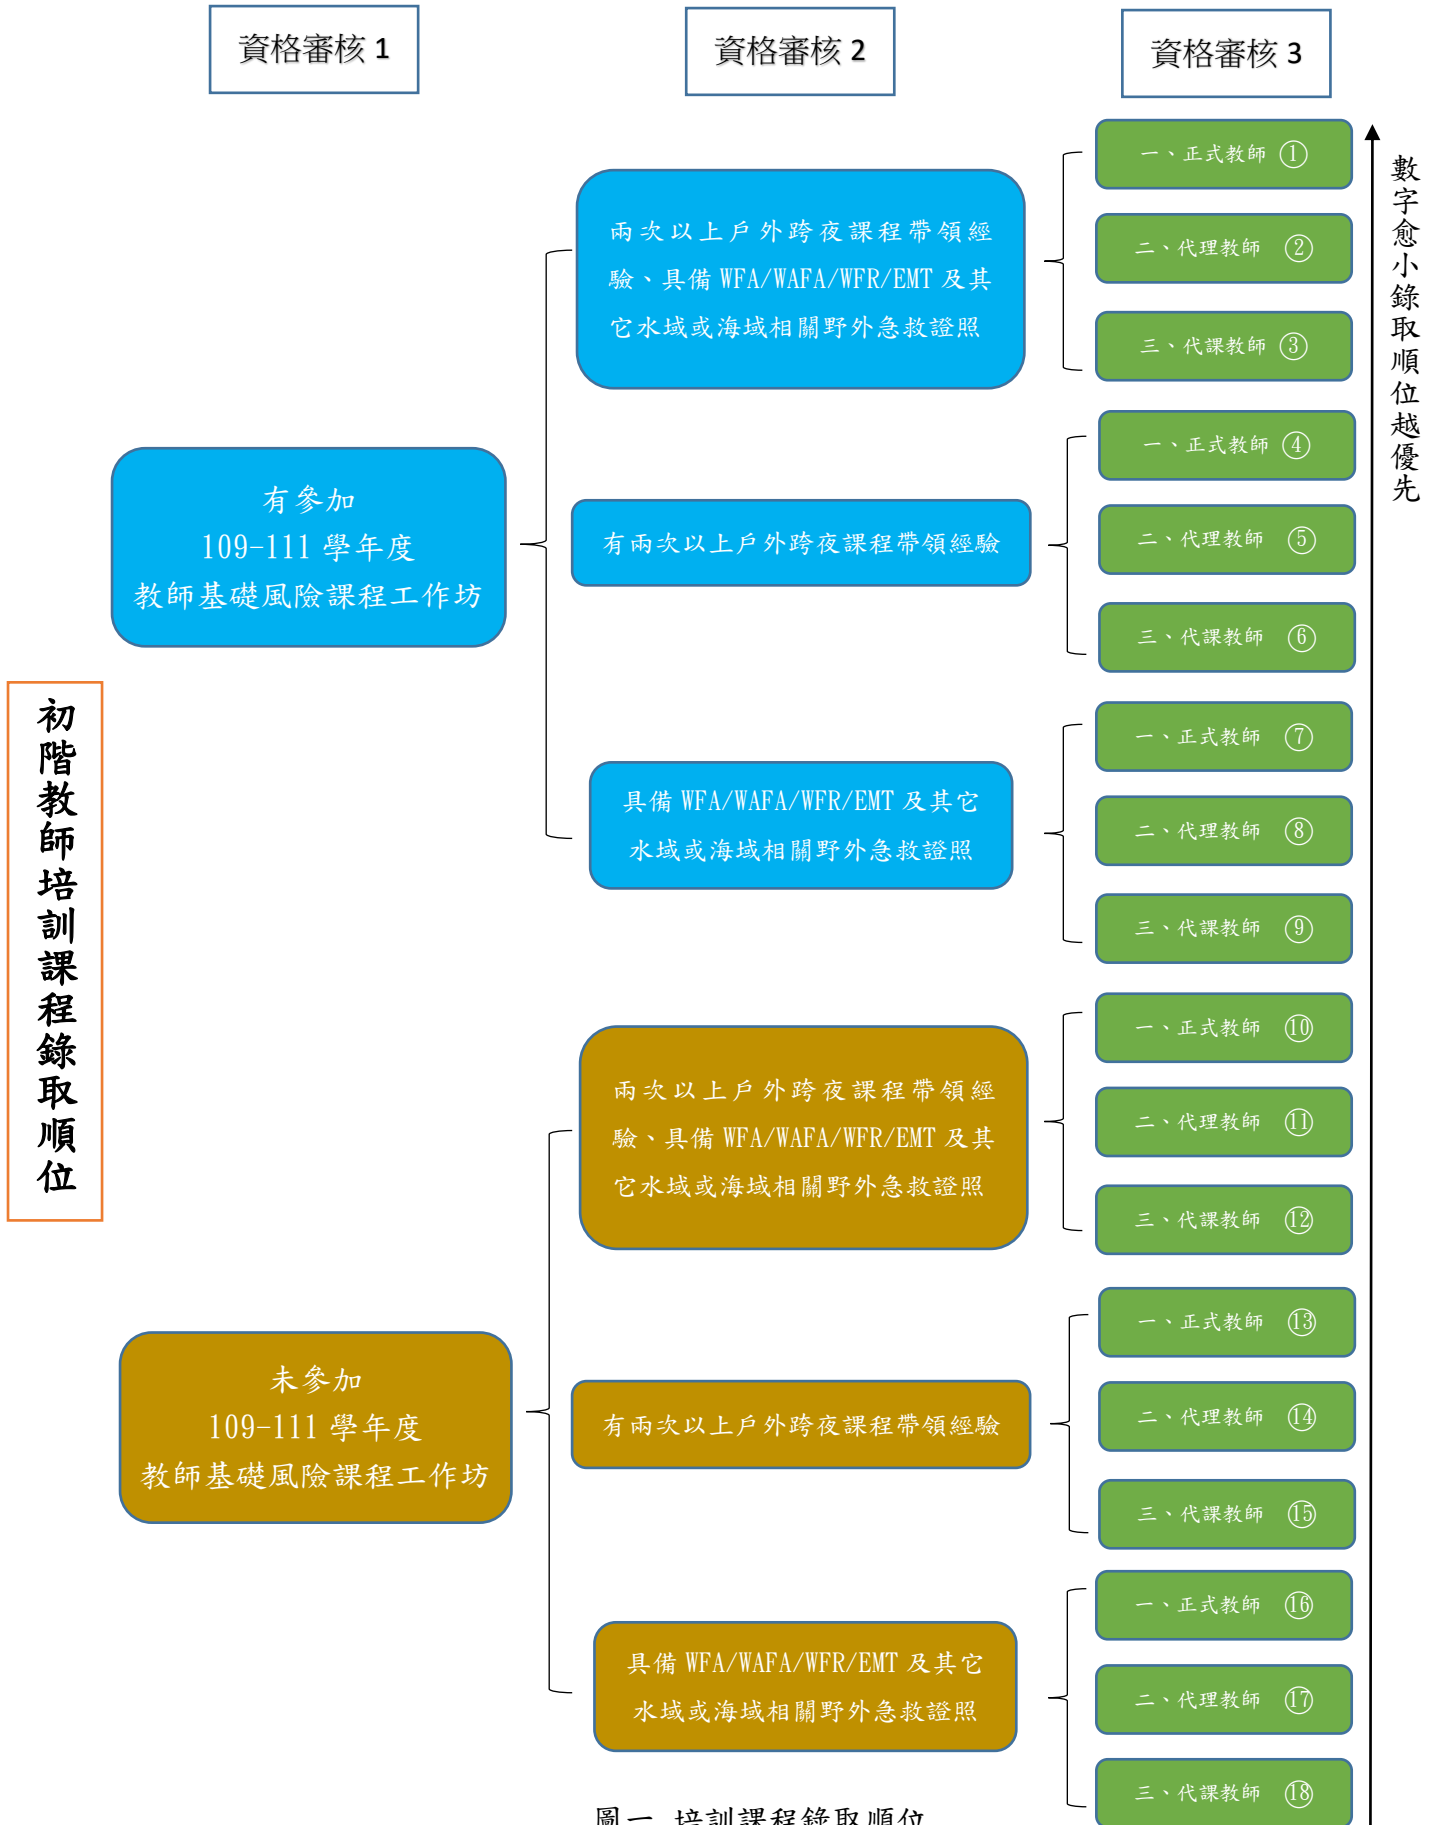 資格審核 1
資格審核 2
資格審核 3
初階教師培訓課程錄取順位
數字愈小錄取順位越優先
有參加
109-111 學年度
教師基礎風險課程工作坊
兩次以上戶外跨夜課程帶領經
驗、具備 WFA/WAFA/WFR/EMT 及其
它水域或海域相關野外急救證照
一、正式教師 ①
二、代理教師 ②
三、代課教師 ③
有兩次以上戶外跨夜課程帶領經驗
一、正式教師 ④
二、代理教師 ⑤
三、代課教師 ⑥
具備 WFA/WAFA/WFR/EMT 及其它
水域或海域相關野外急救證照
一、正式教師 ⑦
二、代理教師 ⑧
三、代課教師 ⑨
未參加
109-111 學年度
教師基礎風險課程工作坊
兩次以上戶外跨夜課程帶領經
驗、具備 WFA/WAFA/WFR/EMT 及其
它水域或海域相關野外急救證照
一、正式教師 ⑩
二、代理教師 ⑪
三、代課教師 ⑫
有兩次以上戶外跨夜課程帶領經驗
一、正式教師 ⑬
二、代理教師 ⑭
三、代課教師 ⑮
具備 WFA/WAFA/WFR/EMT 及其它
水域或海域相關野外急救證照
一、正式教師 ⑯
二、代理教師 ⑰
三、代課教師 ⑱
圖一 培訓課程錄取順位